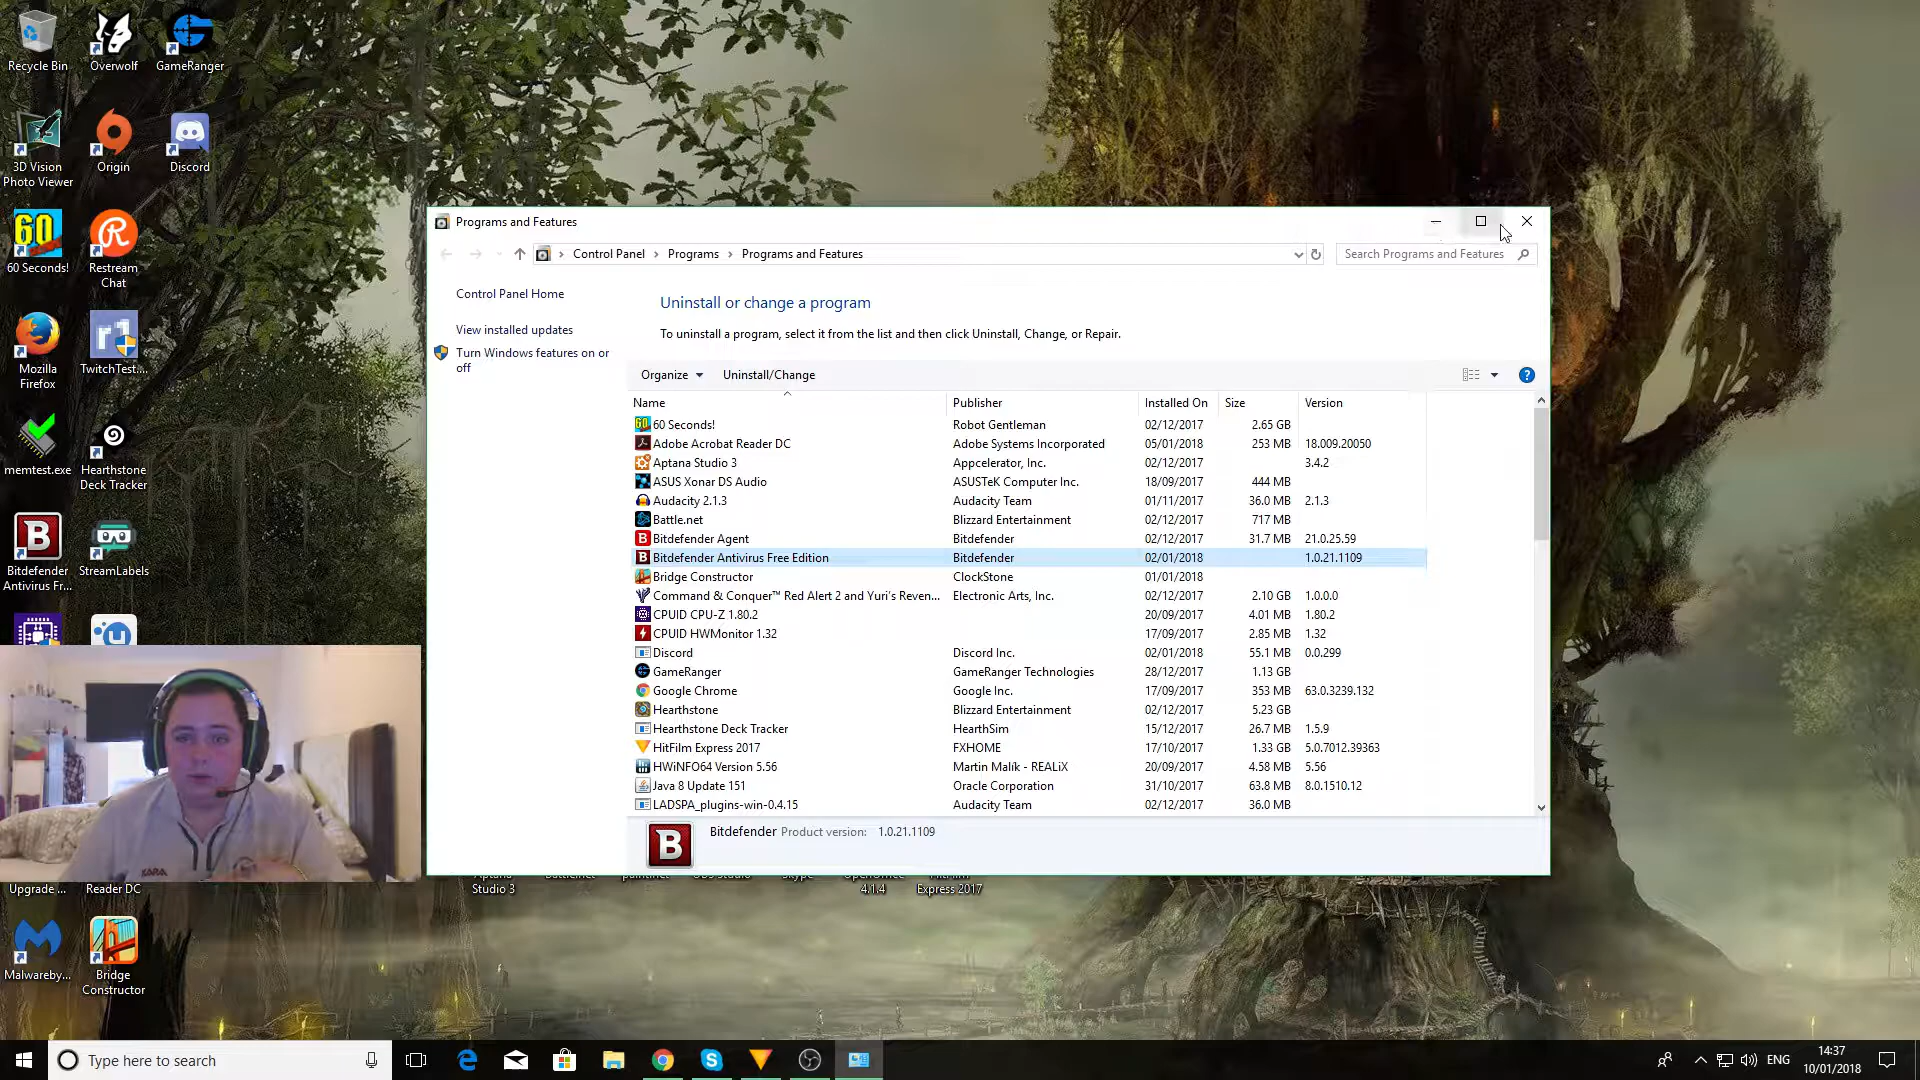 Recycle Bin
Overwolf
GameRanger
3D Vision
Photo Viewer
Origin
Discord
60
60 Seconds!
Restream
Chat
Mozilla
Firefox
TwitchTest...
memtest.exe
Hearthstone
Deck Tracker
Bitdefender
Antivirus Fr...
StreamLabels
Upgrade ...
Reader DC
Malwareby...
Bridge
Constructor
Studio 3
4.1.4
Express 2017
Programs and Features
Control Panel > Programs > Programs and Features
Search Programs and Features
Control Panel Home
View installed updates
Turn Windows features on or
off
Uninstall or change a program
To uninstall a program, select it from the list and then click Uninstall, Change, or Repair.
Organize Uninstall/Change
Name Publisher Installed On Size Version
60 Seconds! Robot Gentleman 02/12/2017 2.65 GB
Adobe Acrobat Reader DC Adobe Systems Incorporated 05/01/2018 253 MB 18.009.20050
Aptana Studio 3 Appcelerator, Inc. 02/12/2017 3.4.2
ASUS Xonar DS Audio ASUSTeK Computer Inc. 18/09/2017 444 MB
Audacity 2.1.3 Audacity Team 01/11/2017 36.0 MB 2.1.3
Battle.net Blizzard Entertainment 02/12/2017 717 MB
Bitdefender Agent Bitdefender 02/12/2017 31.7 MB 21.0.25.59
Bitdefender Antivirus Free Edition Bitdefender 02/01/2018 1.0.21.1109
Bridge Constructor ClockStone 01/01/2018
Command & Conquer™ Red Alert 2 and Yuri's Reven... Electronic Arts, Inc. 02/12/2017 2.10 GB 1.0.0.0
CPUID CPU-Z 1.80.2 20/09/2017 4.01 MB 1.80.2
CPUID HWMonitor 1.32 17/09/2017 2.85 MB 1.32
Discord Discord Inc. 02/01/2018 55.1 MB 0.0.299
GameRanger GameRanger Technologies 28/12/2017 1.13 GB
Google Chrome Google Inc. 17/09/2017 353 MB 63.0.3239.132
Hearthstone Blizzard Entertainment 02/12/2017 5.23 GB
Hearthstone Deck Tracker HearthSim 15/12/2017 26.7 MB 1.5.9
HitFilm Express 2017 FXHOME 17/10/2017 1.33 GB 5.0.7012.39363
HWiNFO64 Version 5.56 Martin Malík - REALiX 20/09/2017 4.58 MB 5.56
Java 8 Update 151 Oracle Corporation 31/10/2017 63.8 MB 8.0.1510.12
LADSPA_plugins-win-0.4.15 Audacity Team 02/12/2017 36.0 MB
Bitdefender Product version: 1.0.21.1109
Type here to search
ENG
14:37
10/01/2018